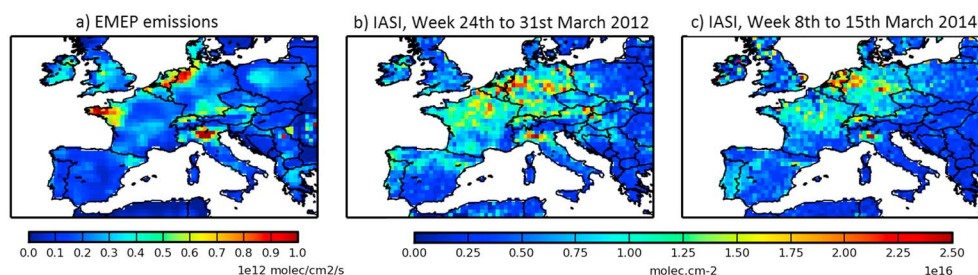 a) EMEP emissions
b) IASI, Week 24th to 31st March 2012
c) IASI, Week 8th to 15th March 2014
0.0 0.1 0.2 0.3 0.4 0.5 0.6 0.7 0.8 0.9 1.0
1e12 molec/cm2/s
0.00 0.25 0.50 0.75 1.00 1.25 1.50 1.75 2.00 2.25 2.50
molec.cm-2
1e16